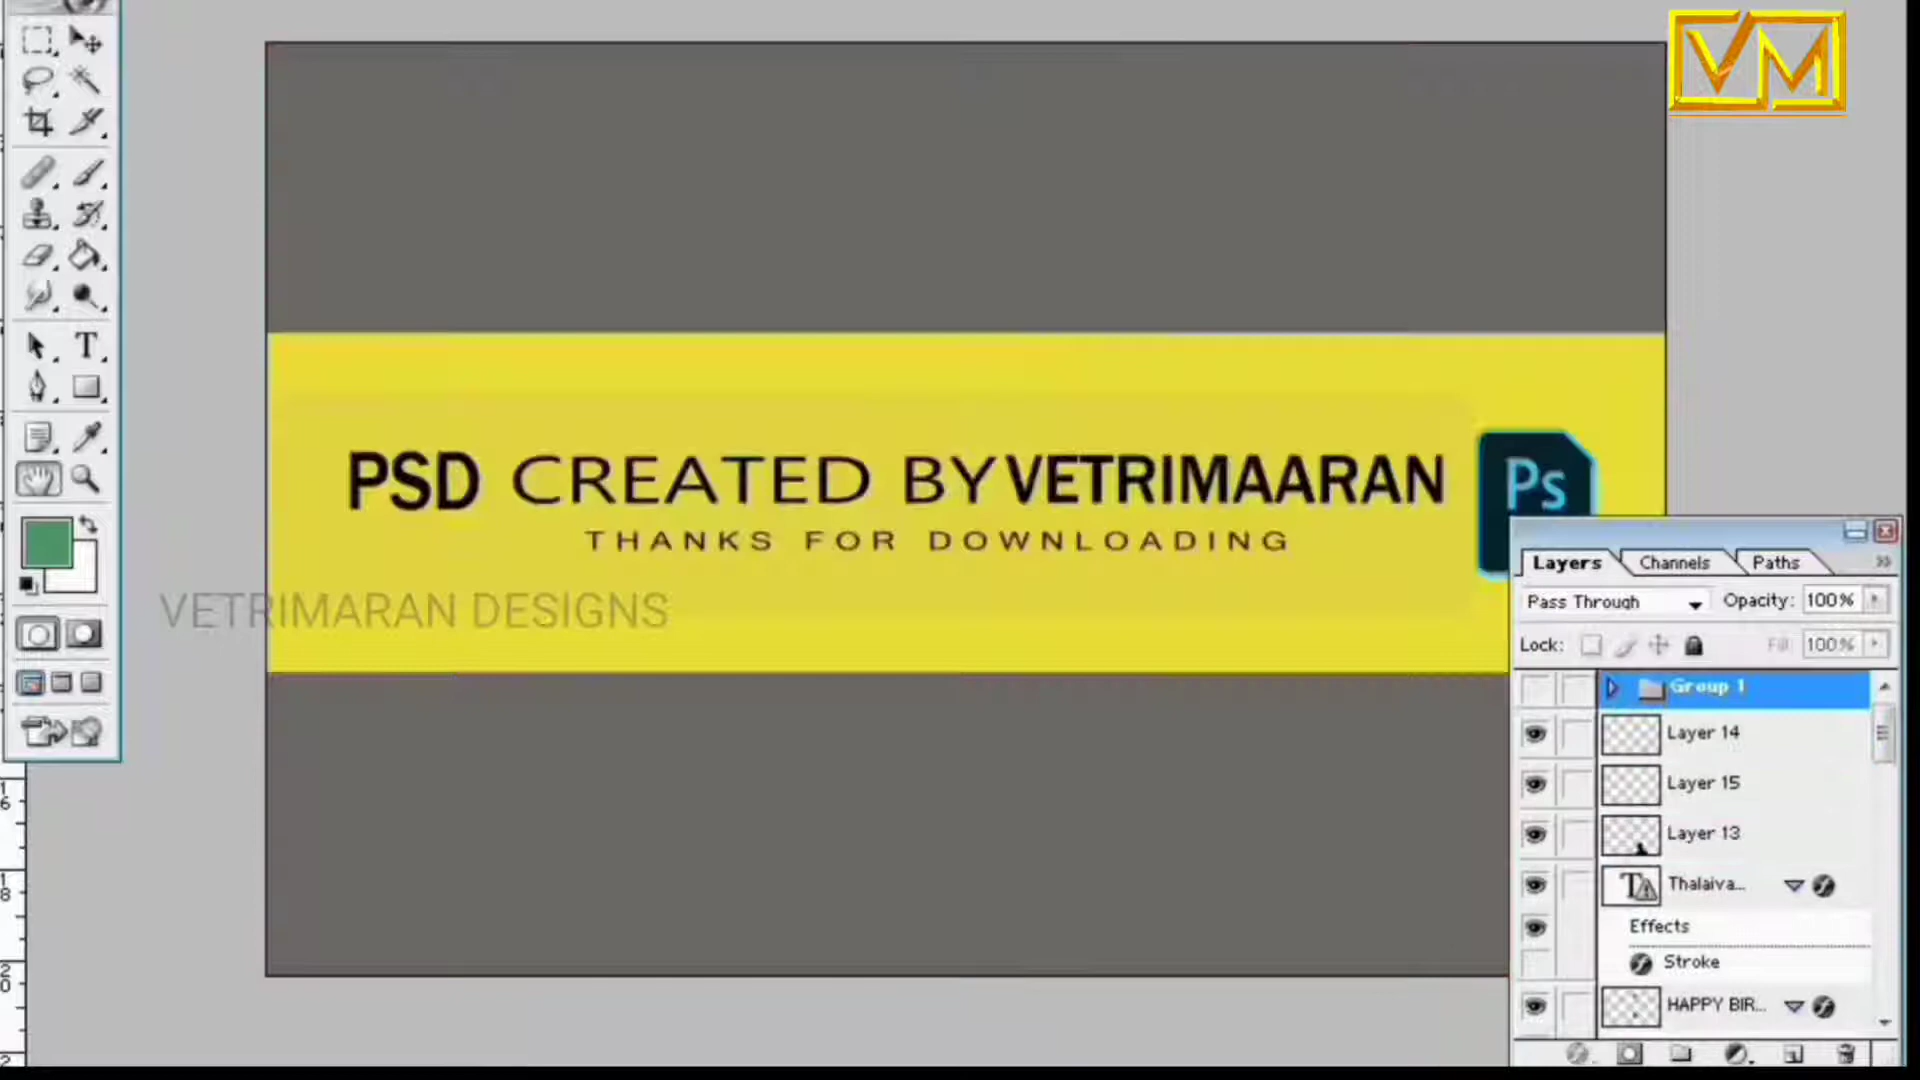 VM
PSD CREATED BY VETRIMAARAN
THANKS FOR DOWNLOADING
Ps
VETRIMARAN DESIGNS
Layers Channels Paths
Pass Through Opacity: 100%
Lock: Fill: 100%
Group 1
Layer 14
Layer 15
Layer 13
Thalaiva...
Effects
Stroke
HAPPY BIR...